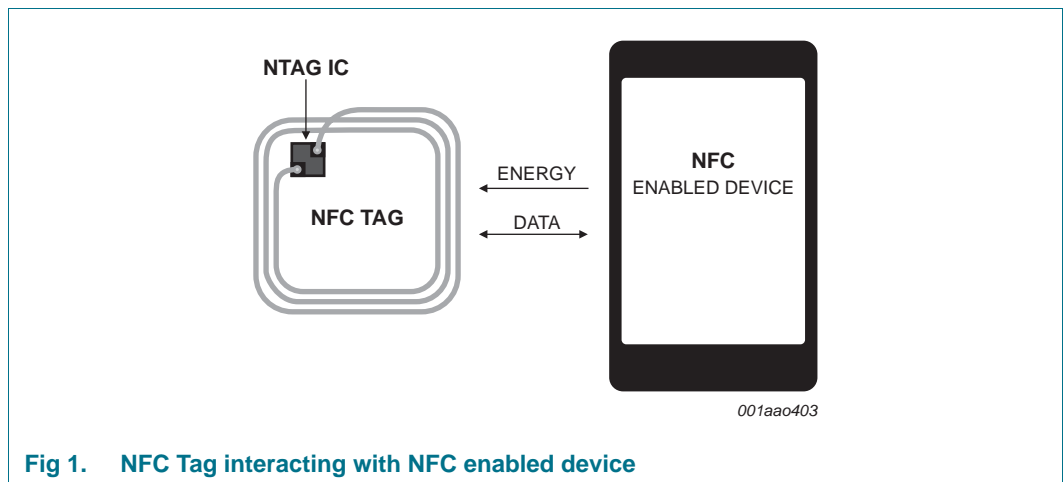 NTAG IC
NFC TAG
ENERGY
DATA
NFC
ENABLED DEVICE
001aao403
Fig 1. NFC Tag interacting with NFC enabled device